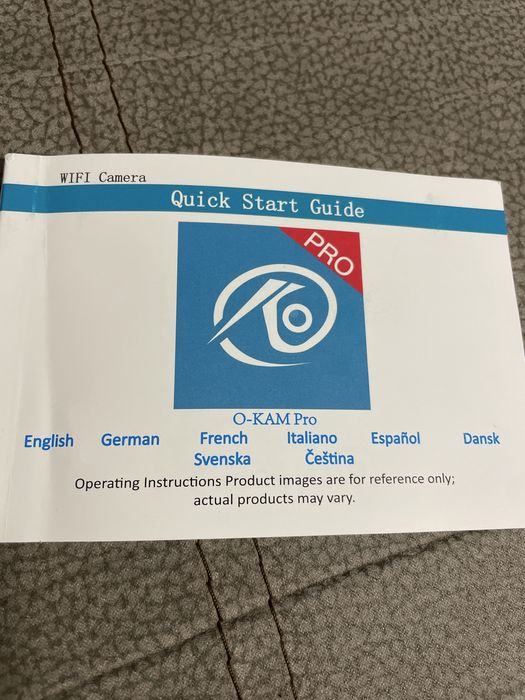 WIFI Camera
Quick Start Guide
PRO
O-KAM Pro
English German French Italiano Español Dansk
Svenska Čeština
Operating Instructions Product images are for reference only;
actual products may vary.